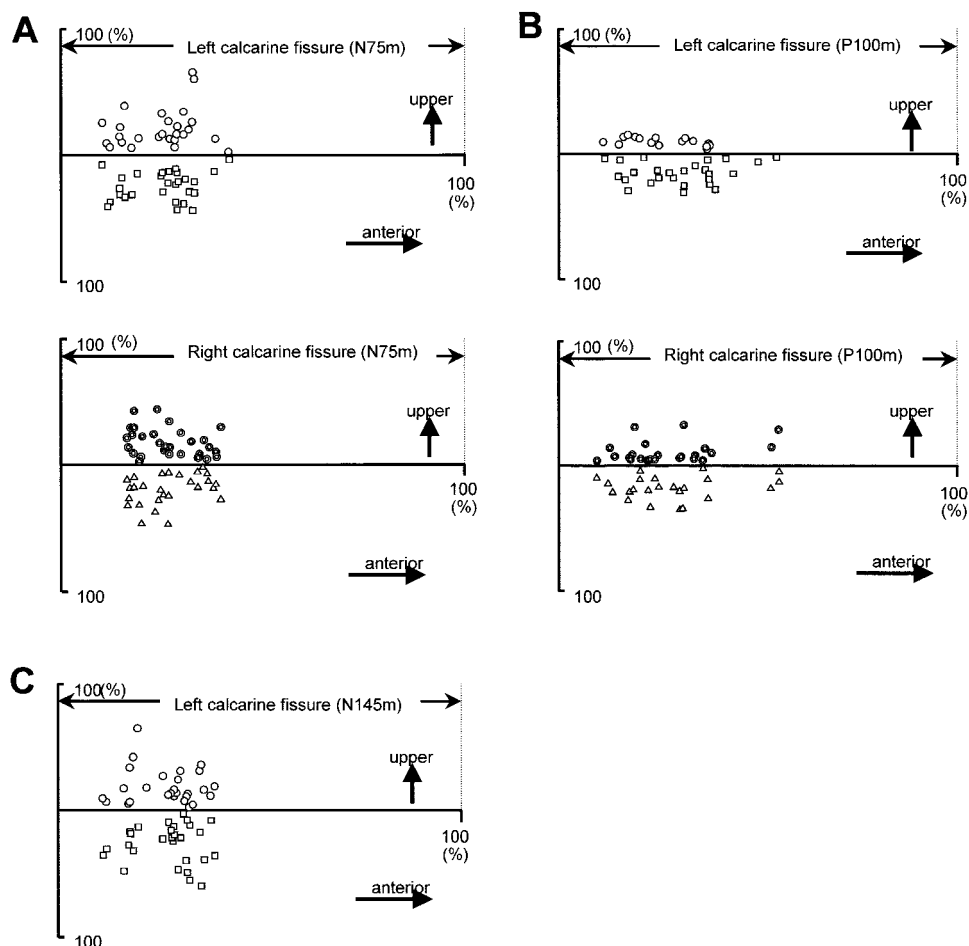 A
100 (%)
Left calcarine fissure (N75m)
upper
100
(%)
anterior
100
100 (%)
Right calcarine fissure (N75m)
upper
100
(%)
anterior
100
B
100 (%)
Left calcarine fissure (P100m)
upper
100
(%)
anterior
100
100 (%)
Right calcarine fissure (P100m)
upper
100
(%)
anterior
100
C
100(%)
Left calcarine fissure (N145m)
upper
100
(%)
anterior
100